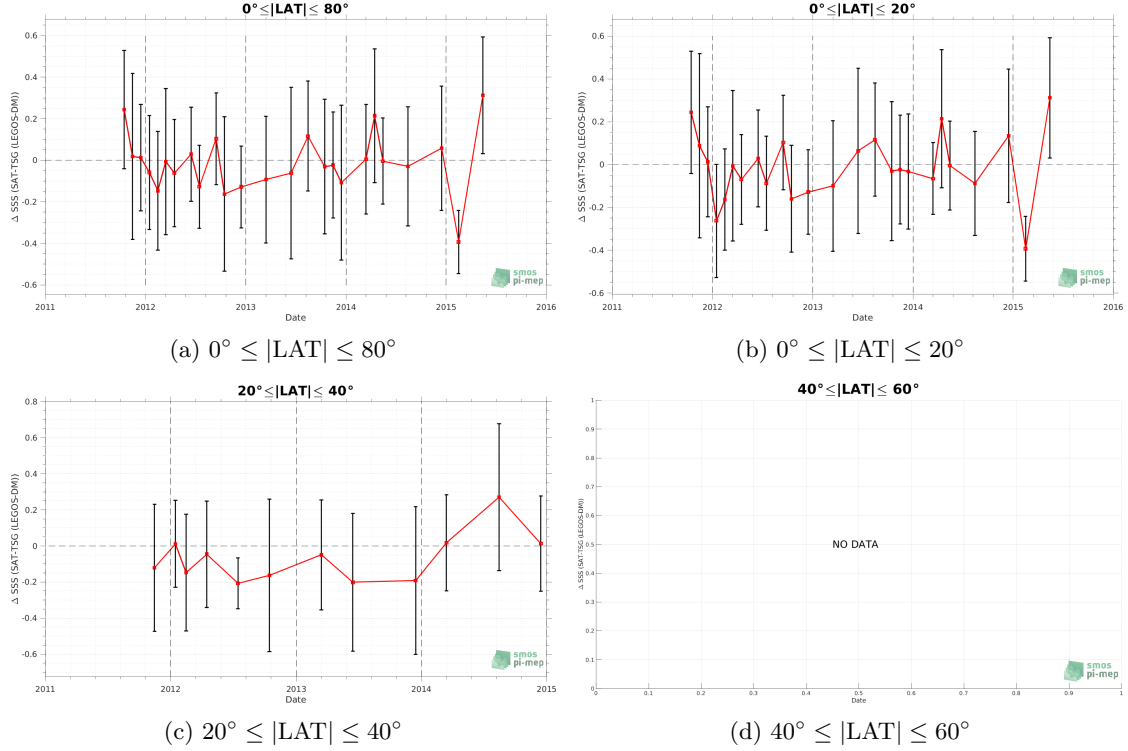 0°≤|LAT|≤ 80°
Δ SSS (SAT-TSG (LEGOS-DM))
0.6
0.4
0.2
0
-0.2
-0.4
-0.6
2011 2012 2013 2014 2015 2016
Date
smos
pi-mep
(a) 0° ≤ |LAT| ≤ 80°
0°≤|LAT|≤ 20°
Δ SSS (SAT-TSG (LEGOS-DM))
0.6
0.4
0.2
0
-0.2
-0.4
-0.6
2011 2012 2013 2014 2015 2016
Date
smos
pi-mep
(b) 0° ≤ |LAT| ≤ 20°
20°≤|LAT|≤ 40°
Δ SSS (SAT-TSG (LEGOS-DM))
0.8
0.6
0.4
0.2
0
-0.2
-0.4
-0.6
2011 2012 2013 2014 2015
Date
smos
pi-mep
(c) 20° ≤ |LAT| ≤ 40°
40°≤|LAT|≤ 60°
Δ SSS (SAT-TSG (LEGOS-DM))
1
0.9
0.8
0.7
0.6
0.5
0.4
0.3
0.2
0.1
0
NO DATA
0 0.1 0.2 0.3 0.4 0.5 0.6 0.7 0.8 0.9 1
Date
smos
pi-mep
(d) 40° ≤ |LAT| ≤ 60°